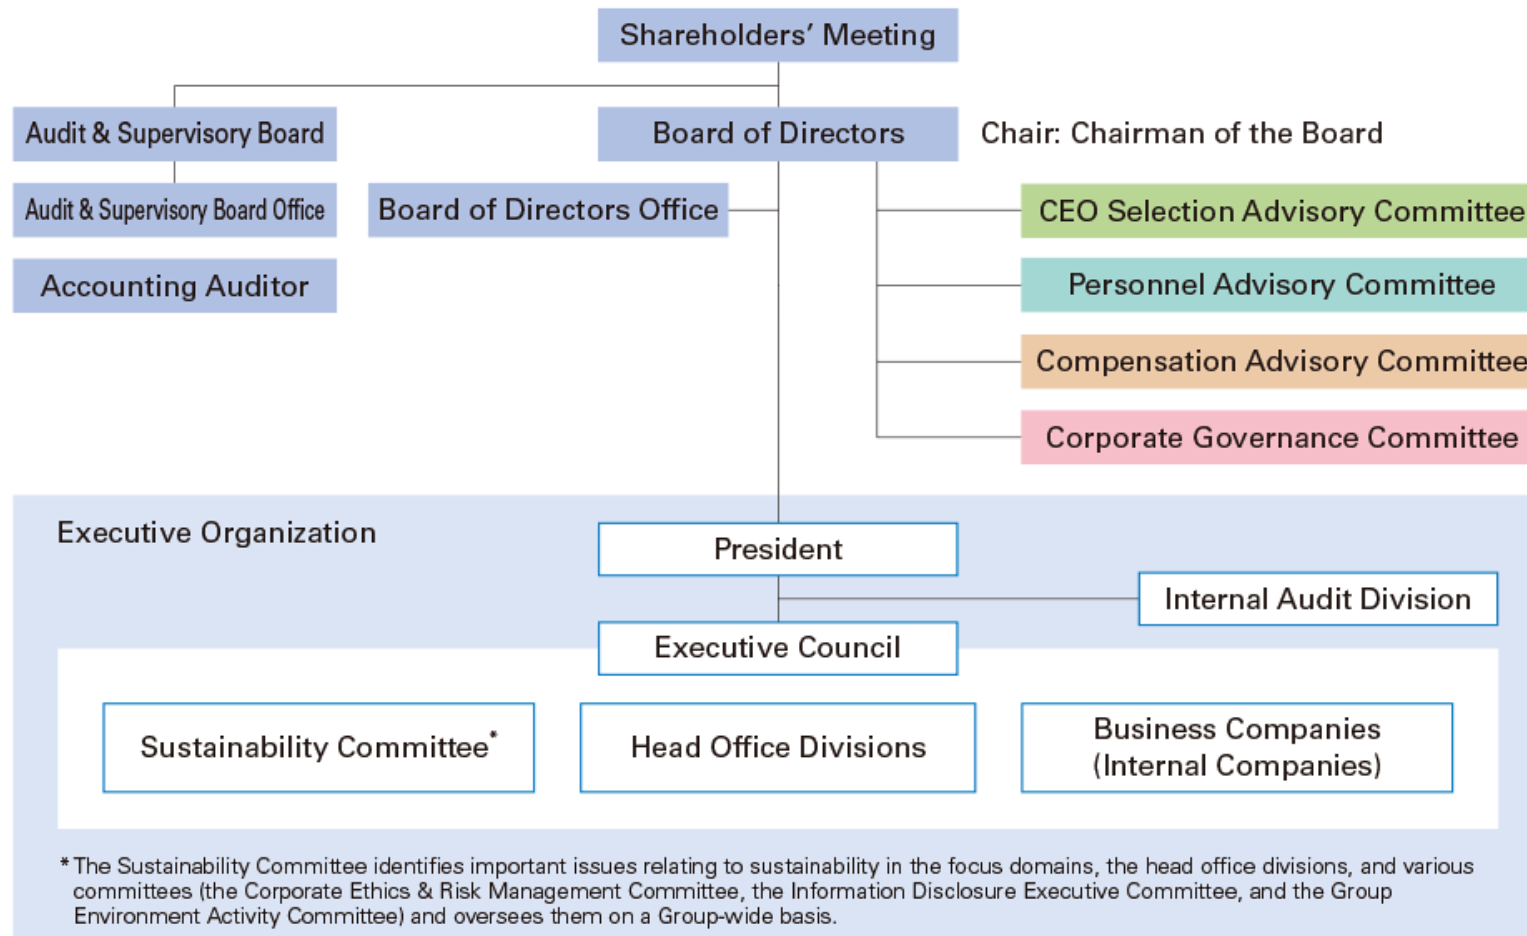 Shareholders' Meeting
Audit & Supervisory Board
Board of Directors
Chair: Chairman of the Board
Audit & Supervisory Board Office
Board of Directors Office
CEO Selection Advisory Committee
Accounting Auditor
Personnel Advisory Committee
Compensation Advisory Committee
Corporate Governance Committee
Executive Organization
President
Internal Audit Division
Executive Council
Sustainability Committee*
Head Office Divisions
Business Companies
(Internal Companies)
* The Sustainability Committee identifies important issues relating to sustainability in the focus domains, the head office divisions, and various
committees (the Corporate Ethics & Risk Management Committee, the Information Disclosure Executive Committee, and the Group
Environment Activity Committee) and oversees them on a Group-wide basis.